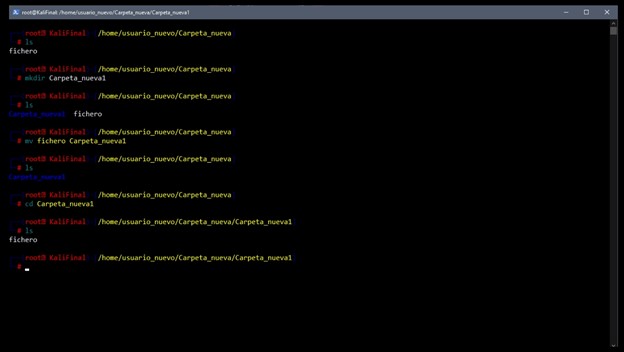 root@KaliFinal: /home/usuario_nuevo/Carpeta_nueva/Carpeta_nueva1
root@KaliFinal /home/usuario_nuevo/Carpeta_nueva
# ls
fichero
root@KaliFinal /home/usuario_nuevo/Carpeta_nueva
# mkdir Carpeta_nueva1
root@KaliFinal /home/usuario_nuevo/Carpeta_nueva
# ls
Carpeta_nueva1 fichero
root@KaliFinal /home/usuario_nuevo/Carpeta_nueva
# mv fichero Carpeta_nueva1
root@KaliFinal /home/usuario_nuevo/Carpeta_nueva
# ls
Carpeta_nueva1
root@KaliFinal /home/usuario_nuevo/Carpeta_nueva
# cd Carpeta_nueva1
root@KaliFinal /home/usuario_nuevo/Carpeta_nueva/Carpeta_nueva1
# ls
fichero
root@KaliFinal /home/usuario_nuevo/Carpeta_nueva/Carpeta_nueva1
#